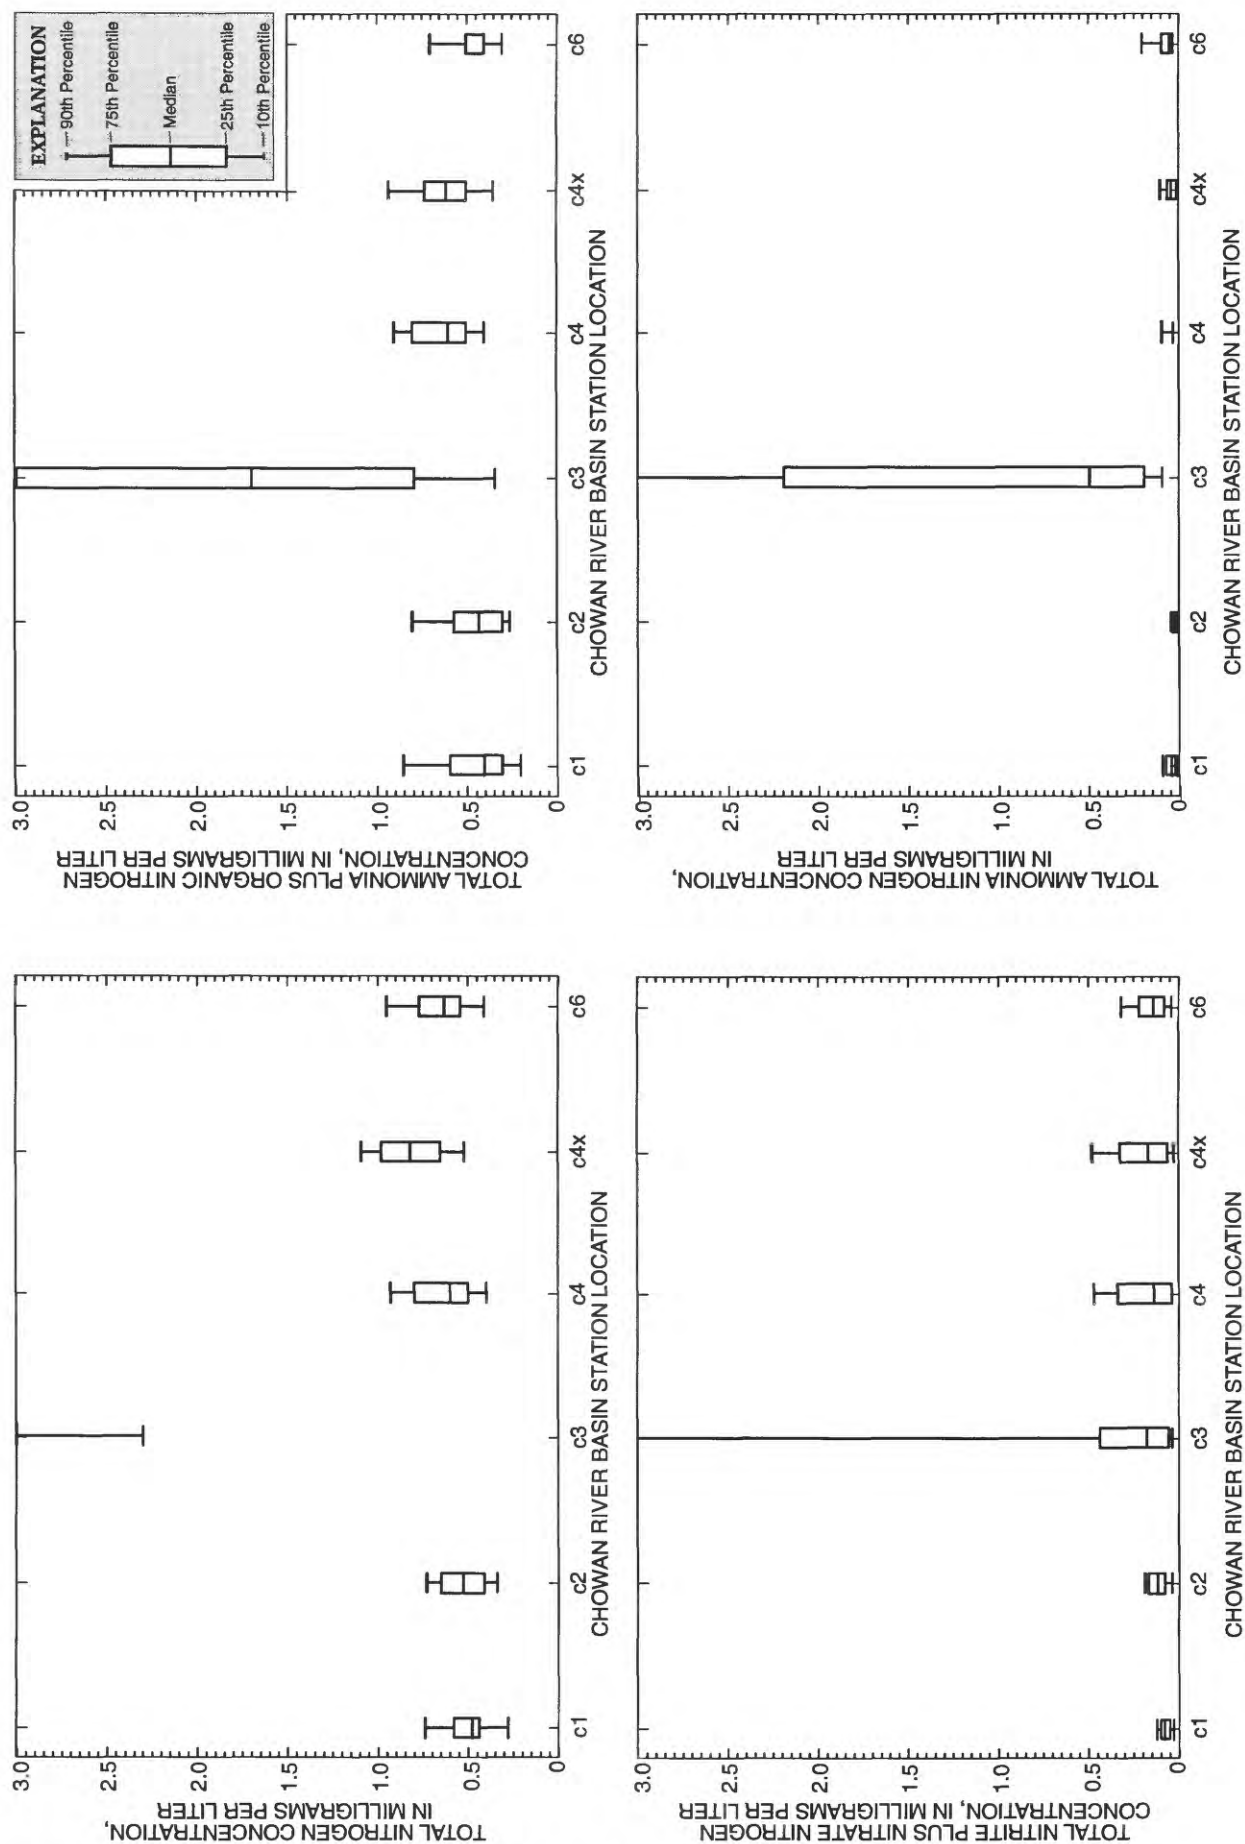 TOTAL NITROGEN CONCENTRATION,
IN MILLIGRAMS PER LITER
3.0
2.5
2.0
1.5
1.0
0.5
0
c1 c2 c3 c4 c4x c6
CHOWAN RIVER BASIN STATION LOCATION
TOTAL AMMONIA PLUS ORGANIC NITROGEN
CONCENTRATION, IN MILLIGRAMS PER LITER
3.0
2.5
2.0
1.5
1.0
0.5
0
c1 c2 c3 c4 c4x c6
CHOWAN RIVER BASIN STATION LOCATION
EXPLANATION
90th Percentile
75th Percentile
Median
25th Percentile
10th Percentile
TOTAL NITRITE PLUS NITRATE NITROGEN
CONCENTRATION, IN MILLIGRAMS PER LITER
3.0
2.5
2.0
1.5
1.0
0.5
0
c1 c2 c3 c4 c4x c6
CHOWAN RIVER BASIN STATION LOCATION
TOTAL AMMONIA NITROGEN CONCENTRATION,
IN MILLIGRAMS PER LITER
3.0
2.5
2.0
1.5
1.0
0.5
0
c1 c2 c3 c4 c4x c6
CHOWAN RIVER BASIN STATION LOCATION